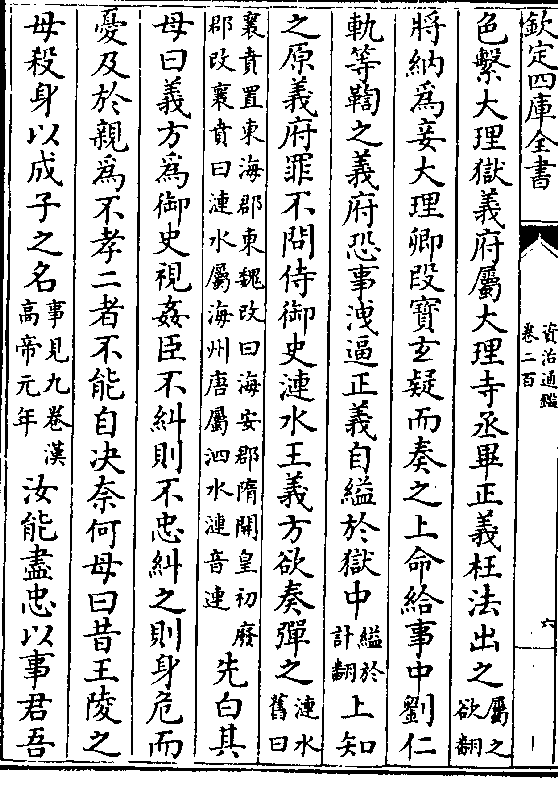 欽定四庫全書
資治通鑑
卷二百
六
色繫大理獄義府屬大理寺丞畢正義枉法出之屬之欲翻
將納為妾大理卿段寶玄疑而奏之上命給事中劉仁
軌等鞫之義府恐事洩逼正義自縊於獄中縊於計翻上知
之原義府罪不問侍御史漣水王義方欲奏彈之漣水舊曰
襄賁置東海郡東魏改曰海安郡隋開皇初廢
郡改襄賁曰漣水屬海州唐屬泗水漣音連先白其
母曰義方為御史視姦臣不糾則不忠糾之則身危而
憂及於親為不孝二者不能自決奈何母曰昔王陵之
母殺身以成子之名事見九卷漢高帝元年汝能盡忠以事君吾